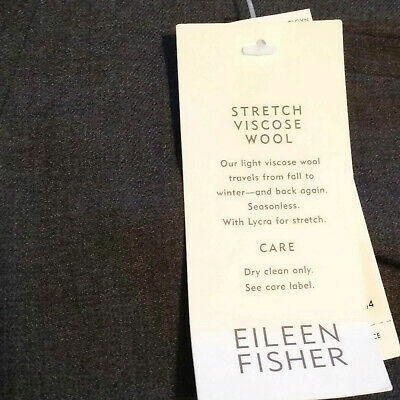 STRETCH
VISCOSE
WOOL
Our light viscose wool
travels from fall to
winter—and back again.
Seasonless.
With Lycra for stretch.
CARE
Dry clean only.
See care label.
EILEEN
FISHER